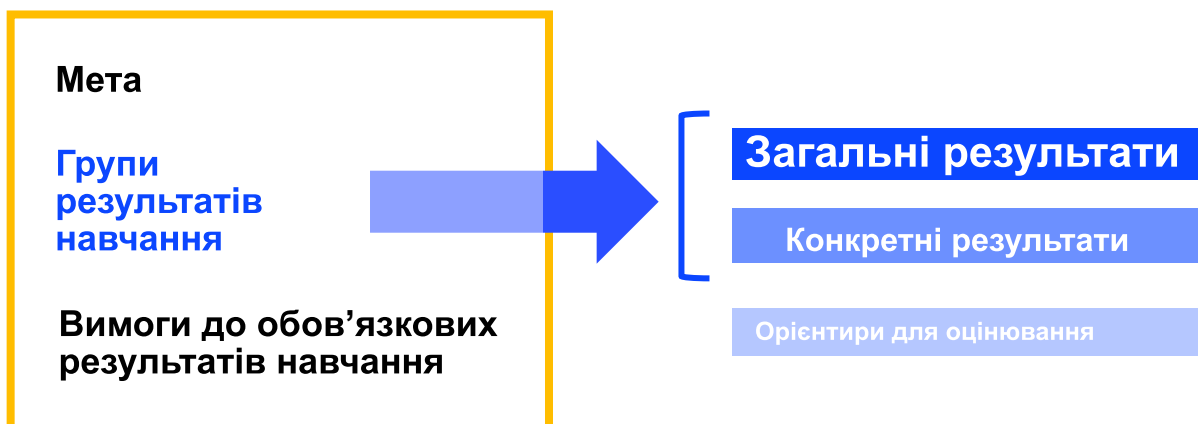 Мета
Групи
результатів
навчання
Вимоги до обов’язкових
результатів навчання
Загальні результати
Конкретні результати
Орієнтири для оцінювання